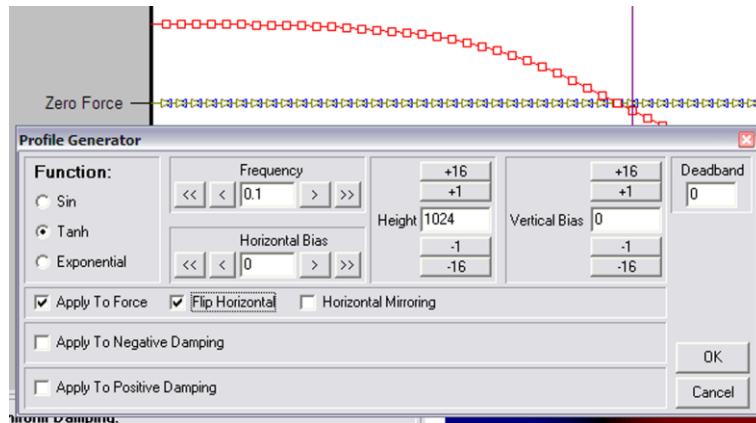 Zero Force
Profile Generator
Function:
Sin
Tanh
Exponential
Frequency
<< < 0.1 > >>
Horizontal Bias
<< < 0 > >>
+16
+1
Height 1024
-1
-16
+16
+1
Vertical Bias 0
-1
-16
Deadband
0
Apply To Force Flip Horizontal Horizontal Mirroring
Apply To Negative Damping
Apply To Positive Damping
OK
Cancel
Damping: